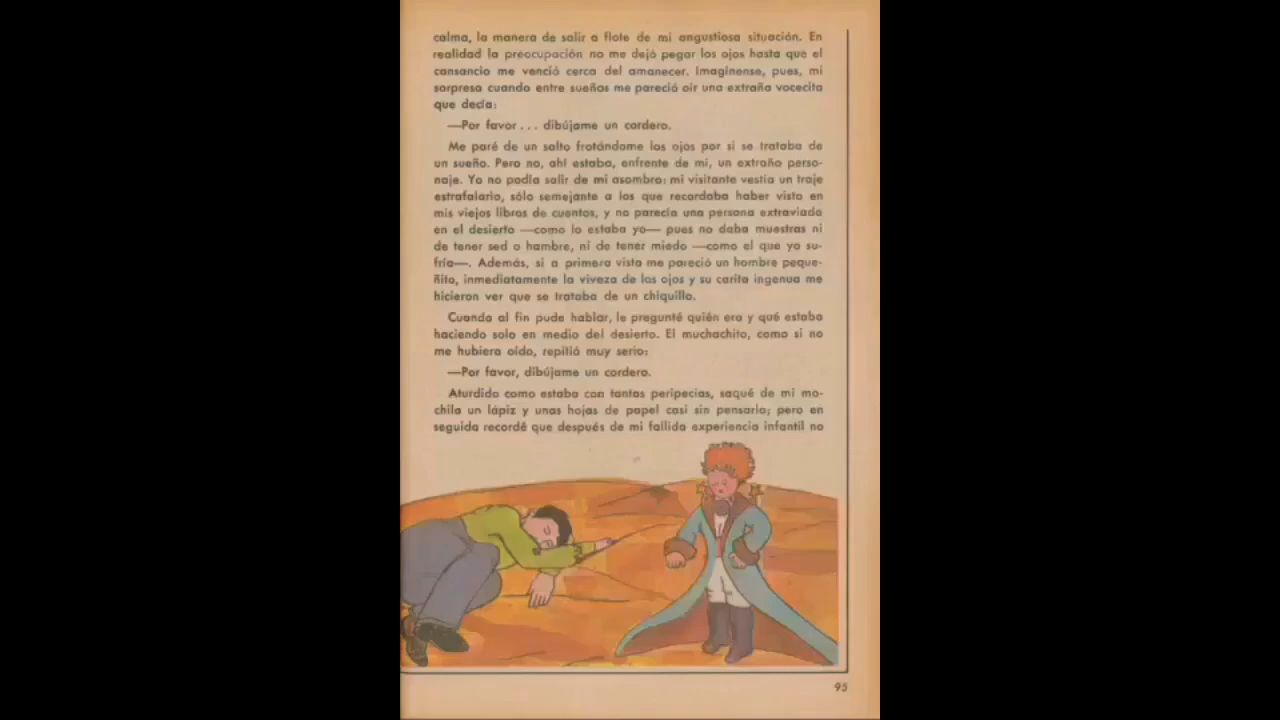 calma, la manera de salir a flote de mi angustiosa situación. En
realidad la preocupación no me dejó pegar los ojos hasta que el
cansancio me venció cerca del amanecer. Imagínense, pues, mi
sorpresa cuando entre sueños me pareció oír una extraña vocecita
que decía:
—Por favor... dibújame un cordero.
Me paré de un salto frotándome los ojos por si se trataba de
un sueño. Pero no, ahí estaba, enfrente de mí, un extraño perso-
naje. Yo no podía salir de mi asombro: mi visitante vestía un traje
estrafalario, sólo semejante a los que recordaba haber visto en
mis viejos libros de cuentos, y no parecía una persona extraviada
en el desierto —como lo estaba yo— pues no daba muestras ni
de tener sed o hambre, ni de tener miedo —como el que yo su-
fría—. Además, si a primera vista me pareció un hombre peque-
ñito, inmediatamente la viveza de los ojos y su carita ingenua me
hicieron ver que se trataba de un chiquillo.
Cuando al fin pude hablar, le pregunté quién era y qué estaba
haciendo solo en medio del desierto. El muchachito, como si no
me hubiera oído, repitió muy serio:
—Por favor, dibújame un cordero.
Aturdido como estaba con tantas peripecias, saqué de mi mo-
chila un lápiz y unas hojas de papel casi sin pensarlo; pero en
seguida recordé que después de mi fallida experiencia infantil no
95